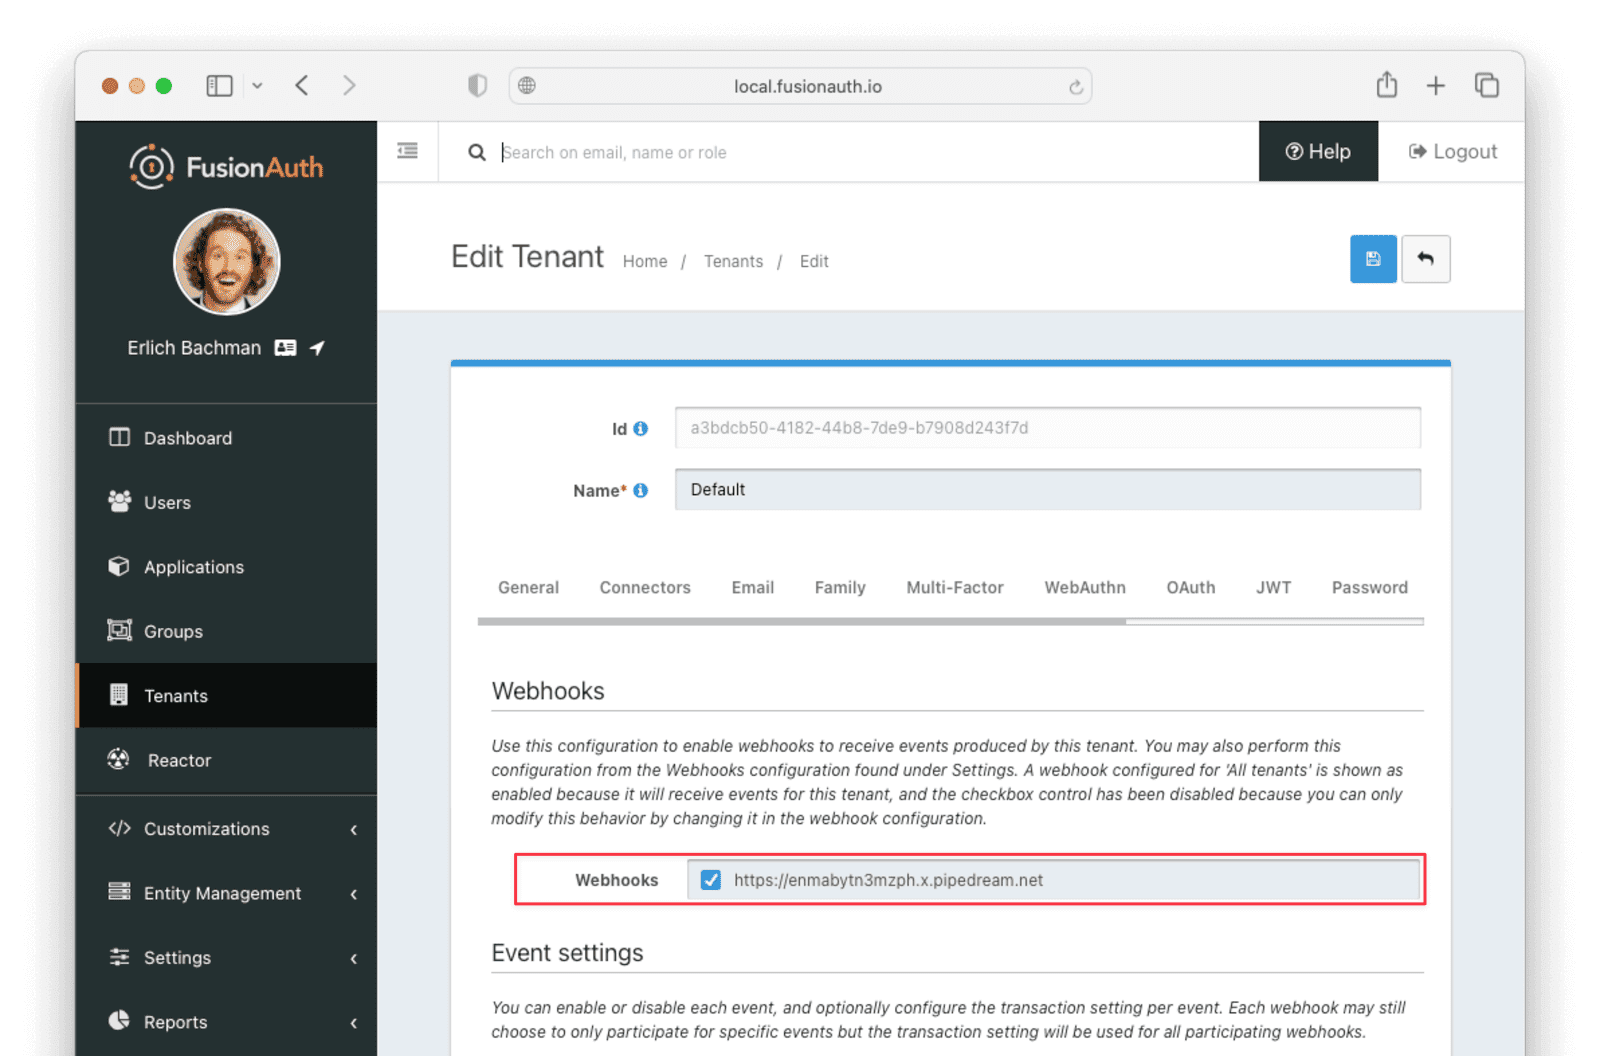 local.fusionauth.io
FusionAuth
Search on email, name or role
Help
Logout
Erlich Bachman
Edit Tenant
Home / Tenants / Edit
Dashboard
Users
Applications
Groups
Tenants
Reactor
Customizations
Entity Management
Settings
Reports
Id
a3bdcb50-4182-44b8-7de9-b7908d243f7d
Name*
Default
General Connectors Email Family Multi-Factor WebAuthn OAuth JWT Password
Webhooks
Use this configuration to enable webhooks to receive events produced by this tenant. You may also perform this
configuration from the Webhooks configuration found under Settings. A webhook configured for 'All tenants' is shown as
enabled because it will receive events for this tenant, and the checkbox control has been disabled because you can only
modify this behavior by changing it in the webhook configuration.
Webhooks
https://enmabytn3mzph.x.pipedream.net
Event settings
You can enable or disable each event, and optionally configure the transaction setting per event. Each webhook may still
choose to only participate for specific events but the transaction setting will be used for all participating webhooks.